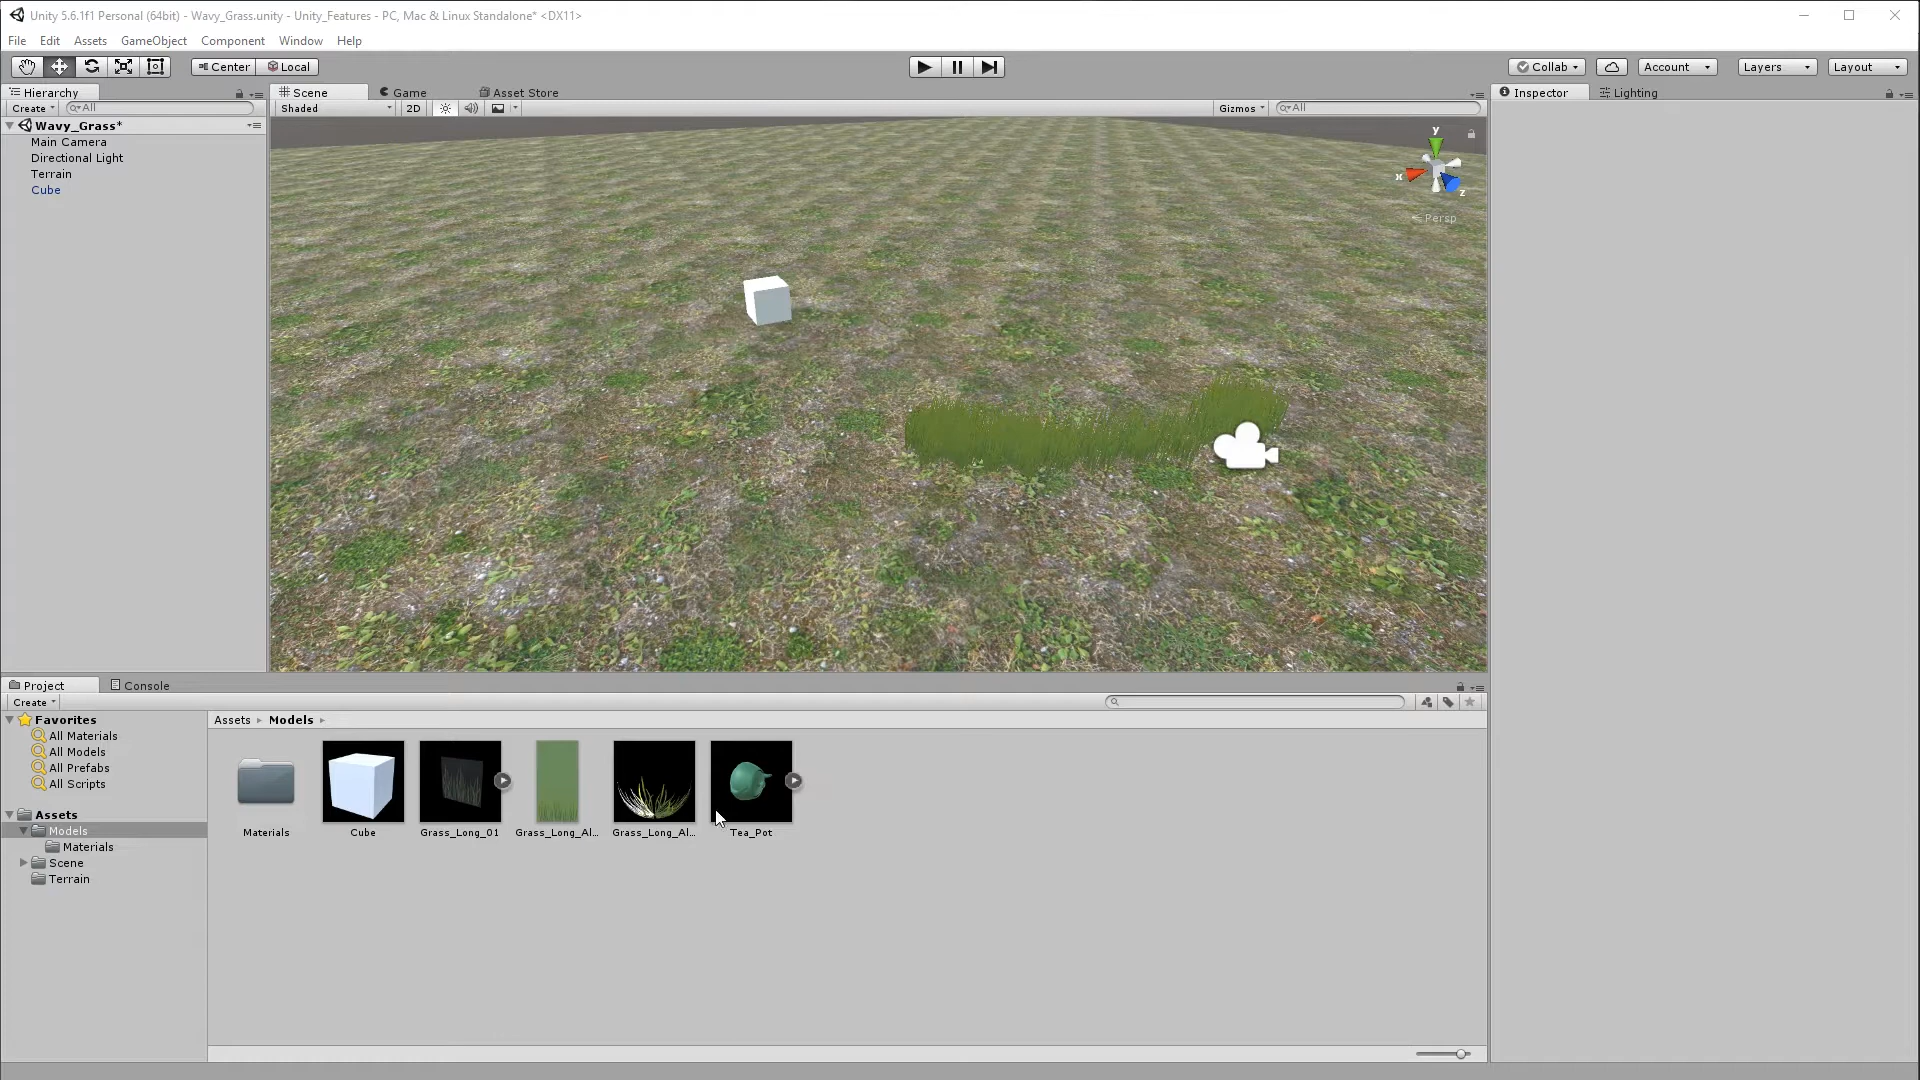 Unity 5.6.1f1 Personal (64bit) - Wavy_Grass.unity - Unity_Features - PC, Mac & Linux Standalone* <DX11>
File Edit Assets GameObject Component Window Help
Center Local Collab Account Layers Layout
Hierarchy Scene Game Asset Store Inspector Lighting
Create All Shaded 2D Gizmos All
Wavy_Grass*
Main Camera
Directional Light
Terrain
Cube
y
x
z
Persp
Project Console
Create
Favorites
All Materials
All Models
All Prefabs
All Scripts
Assets
Models
Materials
Scene
Terrain
Assets Models
Materials Cube Grass_Long_01 Grass_Long_Al... Grass_Long_Al... Tea_Pot